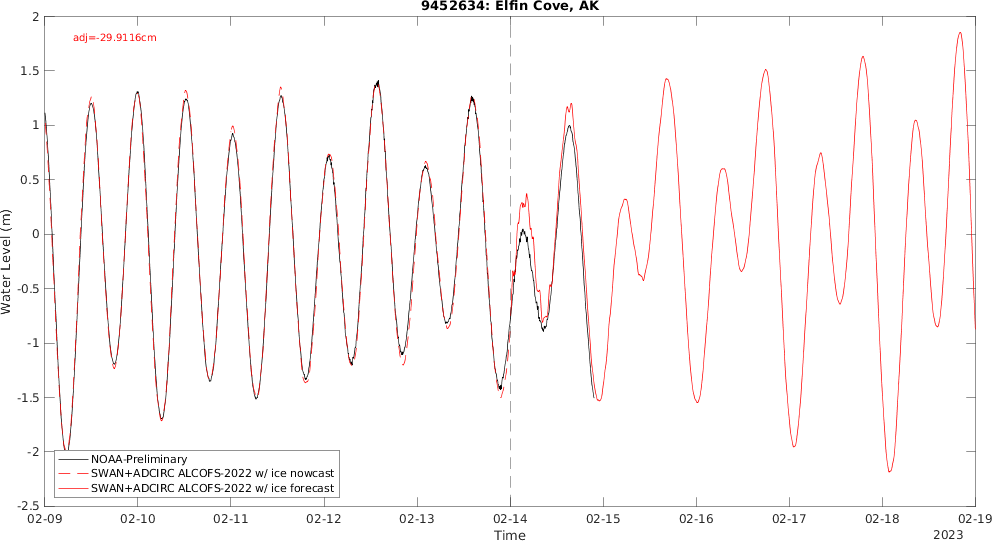 9452634: Elfin Cove, AK
adj=-29.9116cm
2
1.5
1
0.5
0
-0.5
-1
-1.5
-2
-2.5
Water Level (m)
NOAA-Preliminary
SWAN+ADCIRC ALCOFS-2022 w/ ice nowcast
SWAN+ADCIRC ALCOFS-2022 w/ ice forecast
02-09 02-10 02-11 02-12 02-13 02-14 02-15 02-16 02-17 02-18 02-19
Time
2023